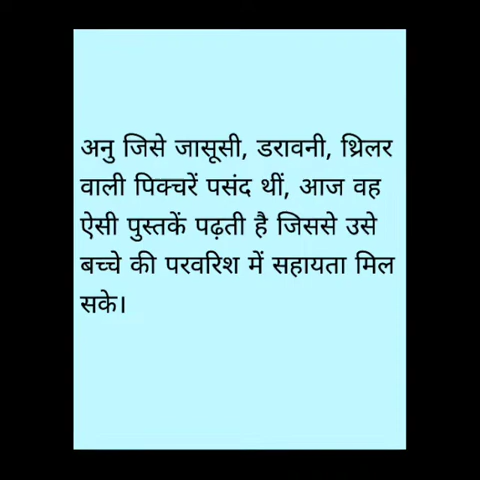 अनु जिसे जासूसी, डरावनी, थ्रिलर
वाली पिक्चरें पसंद थीं, आज वह
ऐसी पुस्तकें पढ़ती है जिससे उसे
बच्चे की परवरिश में सहायता मिल
सके।